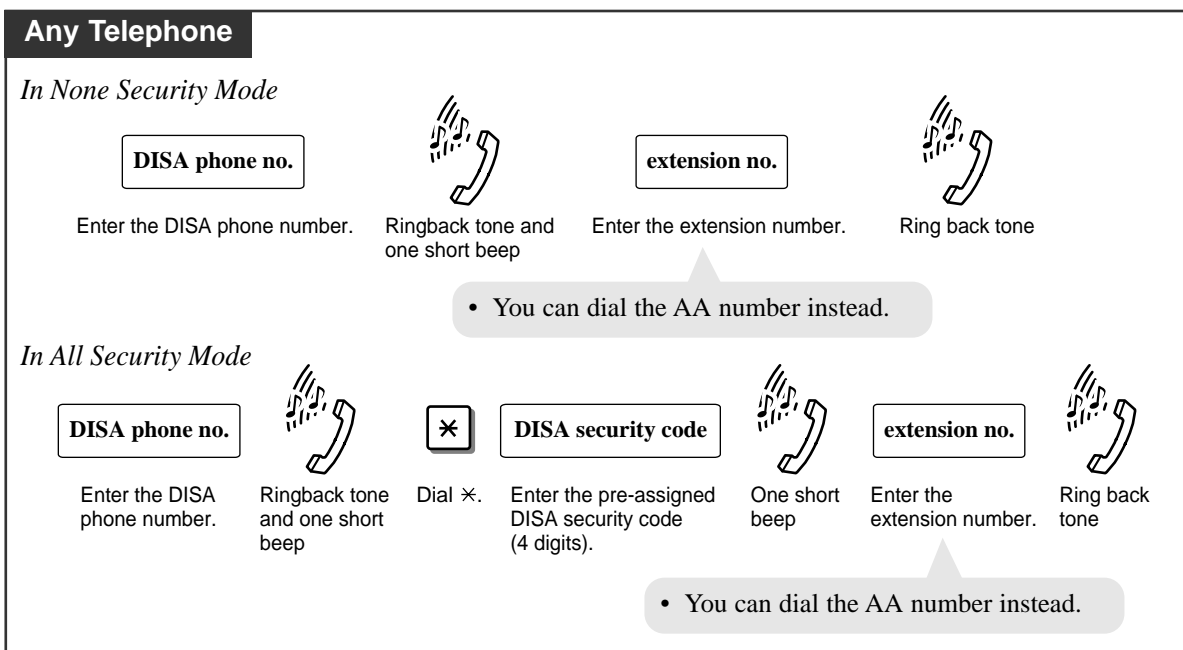 Any Telephone
In None Security Mode
DISA phone no.
extension no.
Enter the DISA phone number.
Ringback tone and
one short beep
Enter the extension number.
Ring back tone
• You can dial the AA number instead.
In All Security Mode
DISA phone no.
✳
DISA security code
extension no.
Enter the DISA
phone number.
Ringback tone
and one short
beep
Dial ✳.
Enter the pre-assigned
DISA security code
(4 digits).
One short
beep
Enter the
extension number.
Ring back
tone
• You can dial the AA number instead.